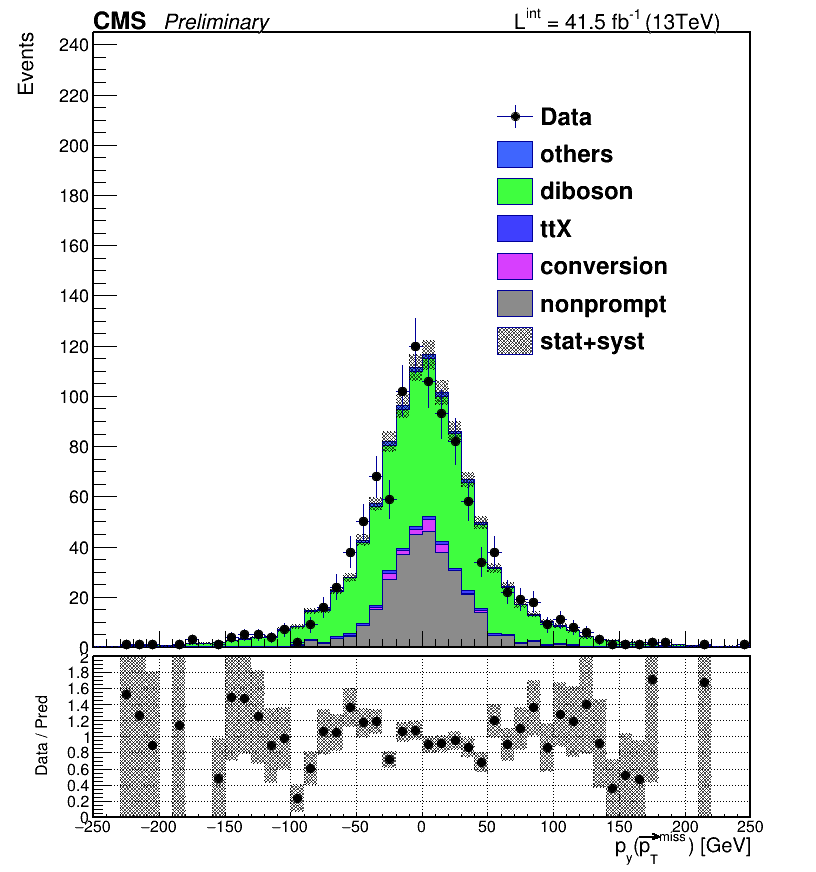 CMS Preliminary L^int = 41.5 fb^-1 (13TeV)
Events
240
220
200
180
160
140
120
100
80
60
40
20
0
Data
others
diboson
ttX
conversion
nonprompt
stat+syst
Data / Pred
2
1.8
1.6
1.4
1.2
1
0.8
0.6
0.4
0.2
0
−250 −200 −150 −100 −50 0 50 100 150 200 250
p_y(p_T^miss) [GeV]